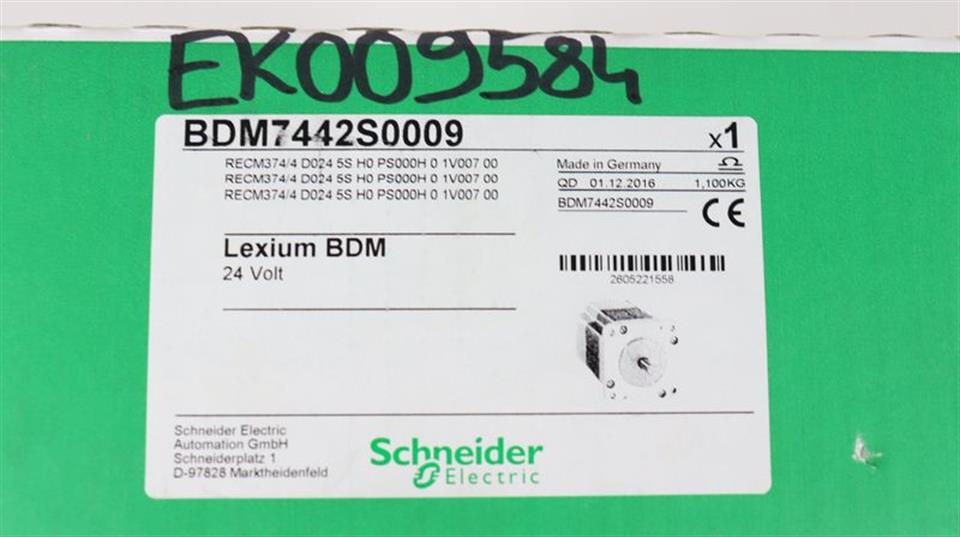 EK009584
BDM7442S0009
x1
RECM374/4 D024 5S H0 PS000H 0 1V007 00
RECM374/4 D024 5S H0 PS000H 0 1V007 00
RECM374/4 D024 5S H0 PS000H 0 1V007 00
Made in Germany
QD 01.12.2016 1,100KG
BDM7442S0009
CE
Lexium BDM
24 Volt
2605221558
Schneider Electric
Automation GmbH
Schneiderplatz 1
D-97828 Marktheidenfeld
Schneider
Electric